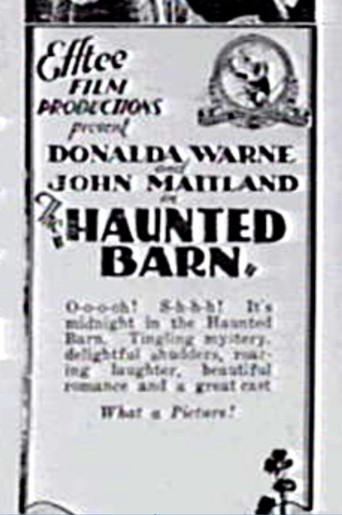 Efftee
FILM
PRODUCTIONS
present
DONALDA WARNE
and
JOHN MAITLAND
in
"The
HAUNTED
BARN"
O-o-o-oh! S-h-h-h! It's
midnight in the Haunted
Barn. Tingling mystery,
delightful shudders, roar-
ing laughter, beautiful
romance and a great cast
What a Picture!